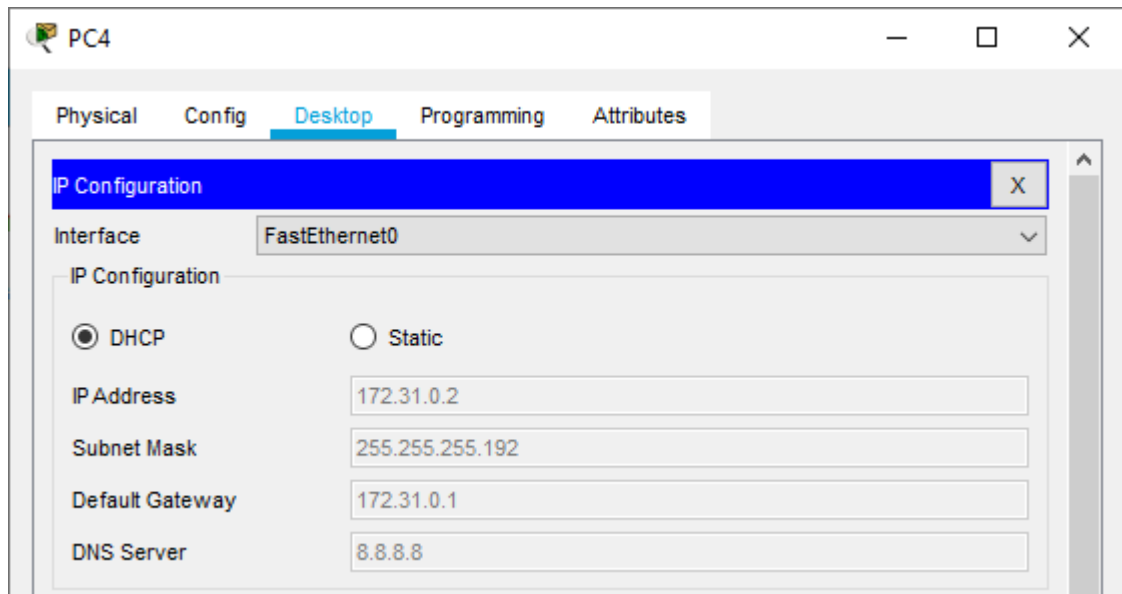 PC4
Physical Config Desktop Programming Attributes
IP Configuration X
Interface FastEthernet0
IP Configuration
DHCP Static
IP Address 172.31.0.2
Subnet Mask 255.255.255.192
Default Gateway 172.31.0.1
DNS Server 8.8.8.8